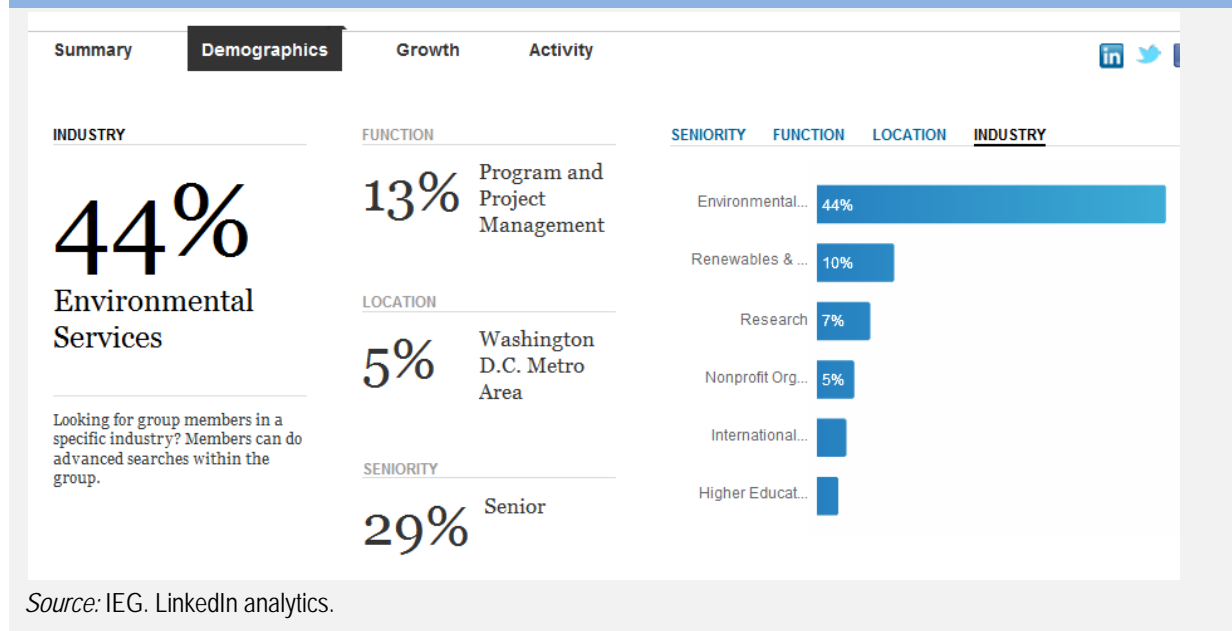 Summary Demographics Growth Activity
in
INDUSTRY
44%
Environmental
Services
Looking for group members in a
specific industry? Members can do
advanced searches within the
group.
FUNCTION
13%
Program and
Project
Management
LOCATION
5%
Washington
D.C. Metro
Area
SENIORITY
29%
Senior
SENIORITY FUNCTION LOCATION INDUSTRY
Environmental... 44%
Renewables & ... 10%
Research 7%
Nonprofit Org... 5%
International...
Higher Educat...
Source: IEG. LinkedIn analytics.